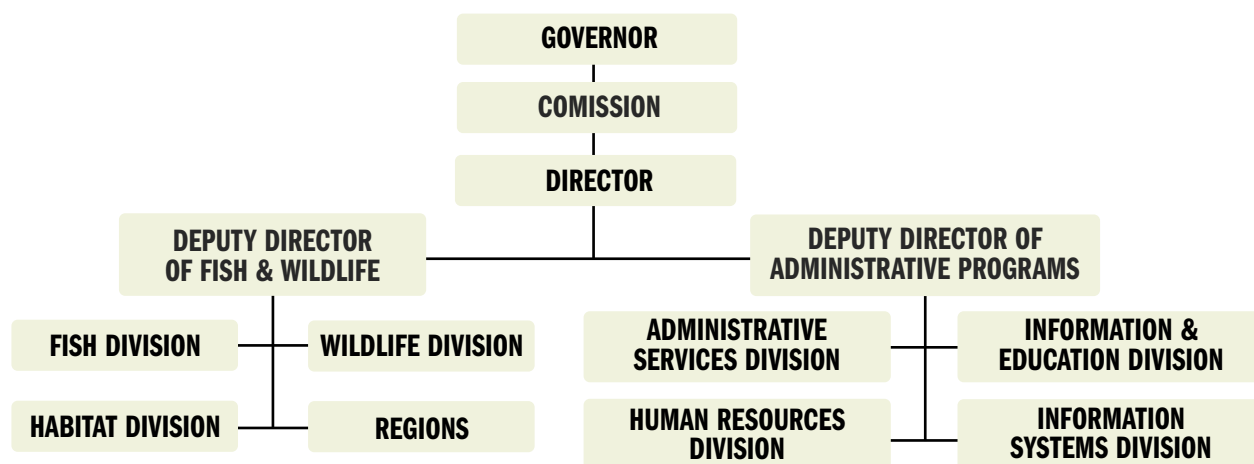 GOVERNOR
COMISSION
DIRECTOR
DEPUTY DIRECTOR
OF FISH & WILDLIFE
DEPUTY DIRECTOR OF
ADMINISTRATIVE PROGRAMS
FISH DIVISION
WILDLIFE DIVISION
HABITAT DIVISION
REGIONS
ADMINISTRATIVE
SERVICES DIVISION
INFORMATION &
EDUCATION DIVISION
HUMAN RESOURCES
DIVISION
INFORMATION
SYSTEMS DIVISION